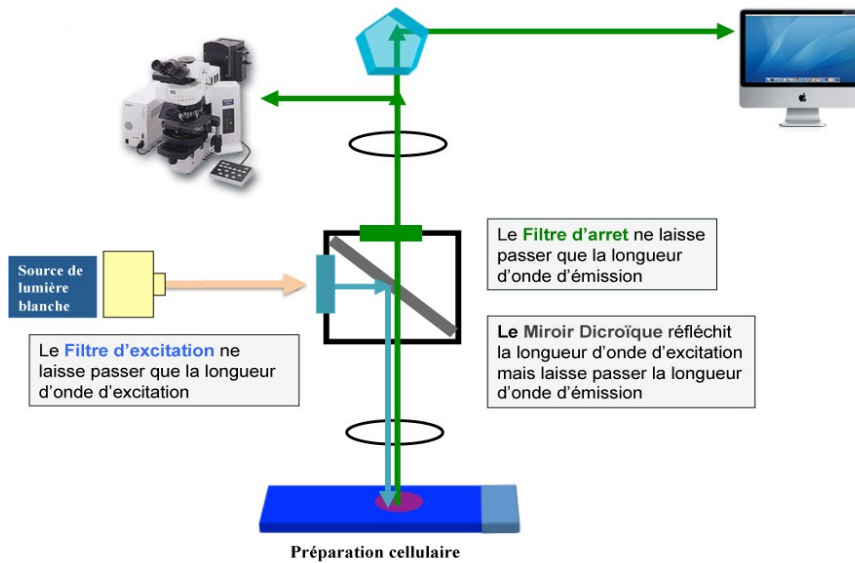 Le Filtre d'arret ne laisse
passer que la longueur
d'onde d'émission
Source de
lumière
blanche
Le Miroir Dicroïque réfléchit
la longueur d'onde d'excitation
mais laisse passer la longueur
d'onde d'émission
Le Filtre d'excitation ne
laisse passer que la longueur
d'onde d'excitation
Préparation cellulaire